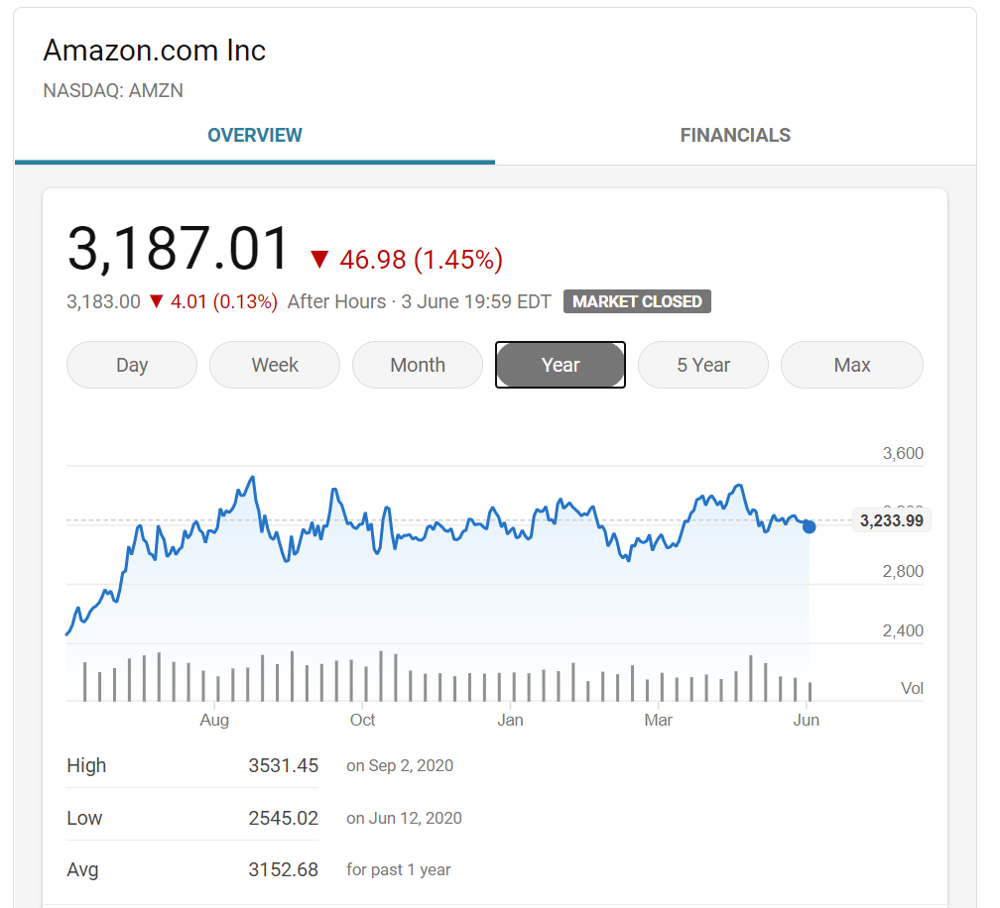 Amazon.com Inc
NASDAQ: AMZN
OVERVIEW FINANCIALS
3,187.01 ▼ 46.98 (1.45%)
3,183.00 ▼ 4.01 (0.13%) After Hours · 3 June 19:59 EDT MARKET CLOSED
Day Week Month Year 5 Year Max
3,600
3,233.99
2,800
2,400
Vol
Aug Oct Jan Mar Jun
High 3531.45 on Sep 2, 2020
Low 2545.02 on Jun 12, 2020
Avg 3152.68 for past 1 year